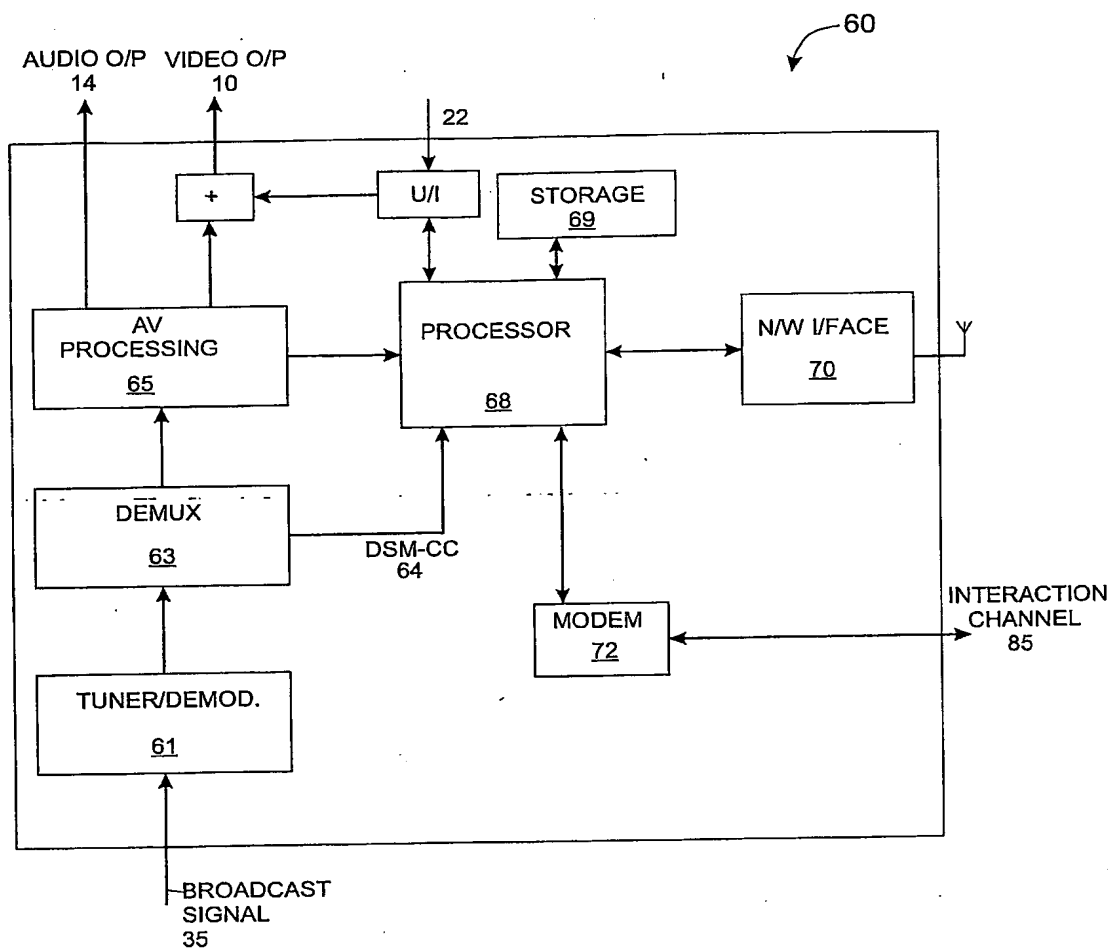 60
AUDIO O/P
14
VIDEO O/P
10
22
+
U/I
STORAGE
69
AV
PROCESSING
65
PROCESSOR
68
N/W I/FACE
70
DEMUX
63
DSM-CC
64
MODEM
72
INTERACTION
CHANNEL
85
TUNER/DEMOD.
61
BROADCAST
SIGNAL
35